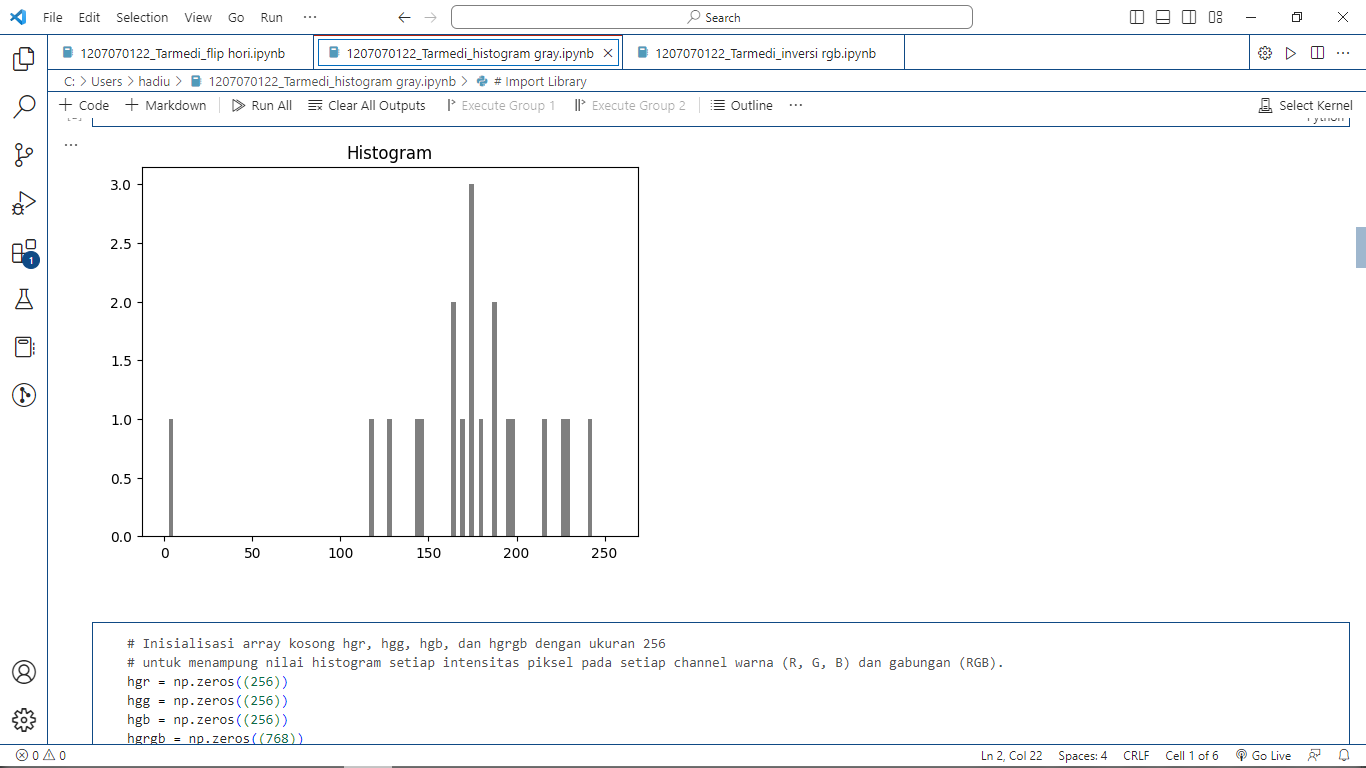 File Edit Selection View Go Run ··· Search
1207070122_Tarmedi_flip hori.ipynb 1207070122_Tarmedi_histogram gray.ipynb 1207070122_Tarmedi_inversi rgb.ipynb
C: > Users > hadiu > 1207070122_Tarmedi_histogram gray.ipynb > # Import Library
+ Code + Markdown Run All Clear All Outputs Execute Group 1 Execute Group 2 Outline ··· Select Kernel
Python
...
Histogram
3.0
2.5
2.0
1.5
1.0
0.5
0.0
0 50 100 150 200 250
1
# Inisialisasi array kosong hgr, hgg, hgb, dan hgrgb dengan ukuran 256
# untuk menampung nilai histogram setiap intensitas piksel pada setiap channel warna (R, G, B) dan gabungan (RGB).
hgr = np.zeros((256))
hgg = np.zeros((256))
hgb = np.zeros((256))
hgrgb = np.zeros((768))
0 0 Ln 2, Col 22 Spaces: 4 CRLF Cell 1 of 6 Go Live